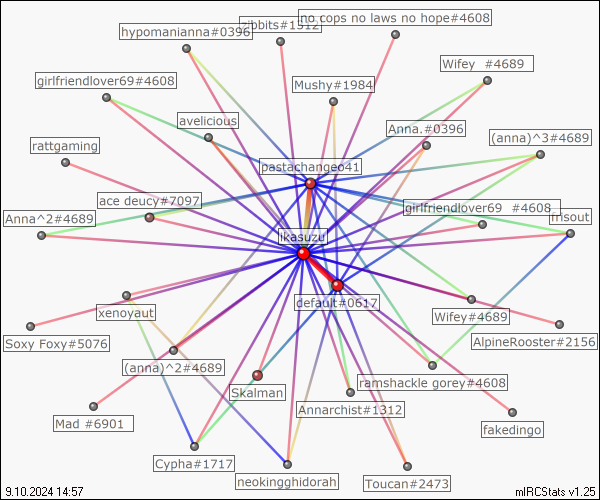 no cops no laws no hope#4608
zibbits#1312
hypomanianna#0396
Wifey #4689
girlfriendlover69#4608
Mushy#1984
avelicious
Anna.#0396
(anna)^3#4689
rattgaming
pastachangeo41
ace deucy#7097
girlfriendlover69 #4608
Anna^2#4689
frisout
ikasuzu
default#0617
xenoyaut
Wifey#4689
Soxy Foxy#5076
AlpineRooster#2156
(anna)^2#4689
ramshackle gorey#4608
Skalman
Annarchist#1312
Mad #6901
fakedingo
Cypha#1717
neokingghidorah
Toucan#2473
9.10.2024 14:57
mIRCStats v1.25